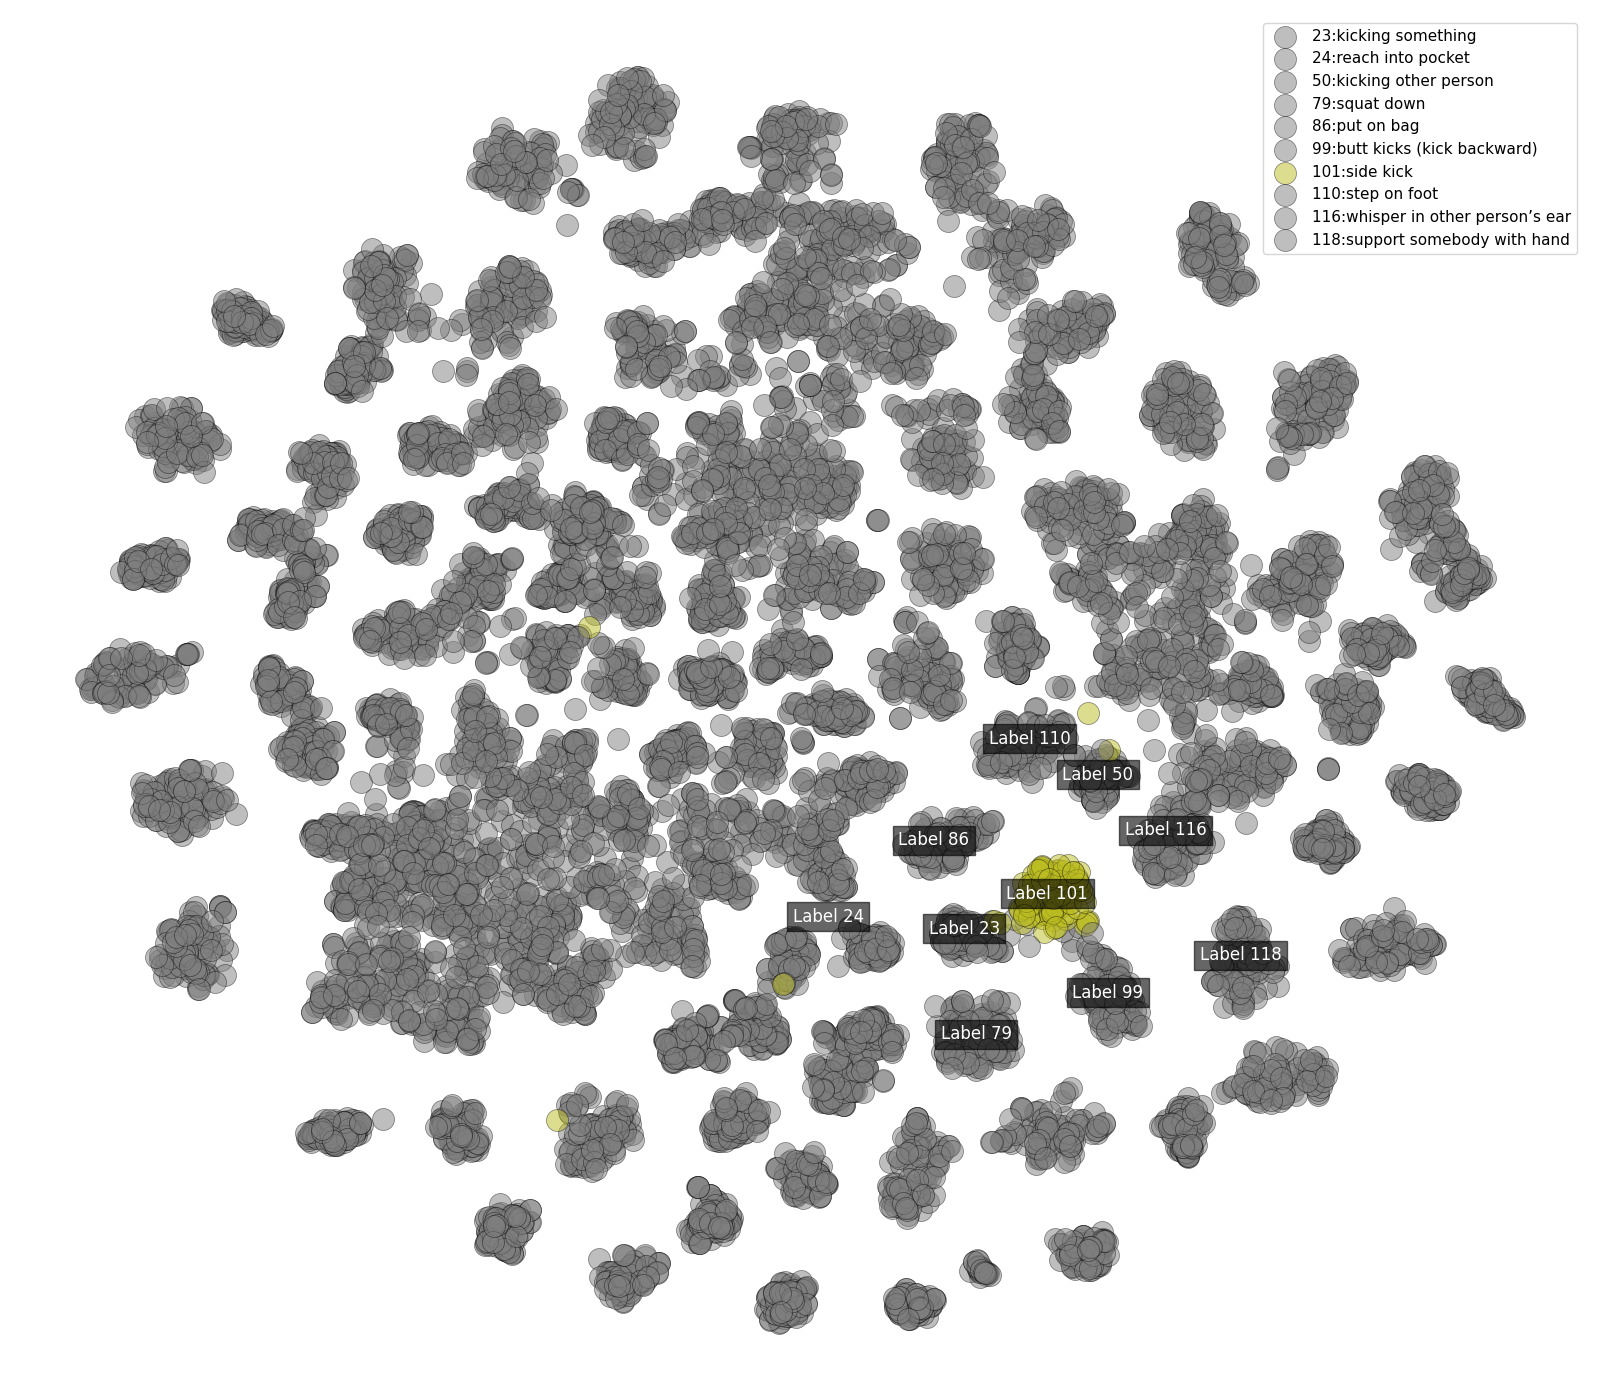 23:kicking something
24:reach into pocket
50:kicking other person
79:squat down
86:put on bag
99:butt kicks (kick backward)
101:side kick
110:step on foot
116:whisper in other person’s ear
118:support somebody with hand
Label 110
Label 50
Label 116
Label 86
Label 101
Label 24
Label 23
Label 118
Label 99
Label 79